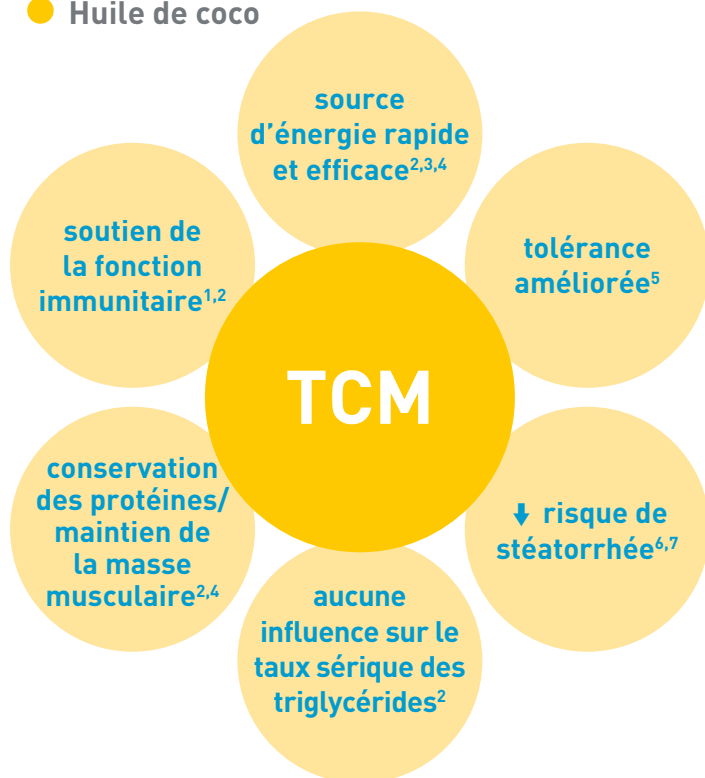 Huile de coco
source
d'énergie rapide
et efficace2,3,4
soutien de
la fonction
immunitaire1,2
tolérance
améliorée5
TCM
conservation
des protéines/
maintien de
la masse
musculaire2,4
↓ risque de
stéatorrhée6,7
aucune
influence sur le
taux sérique des
triglycérides2